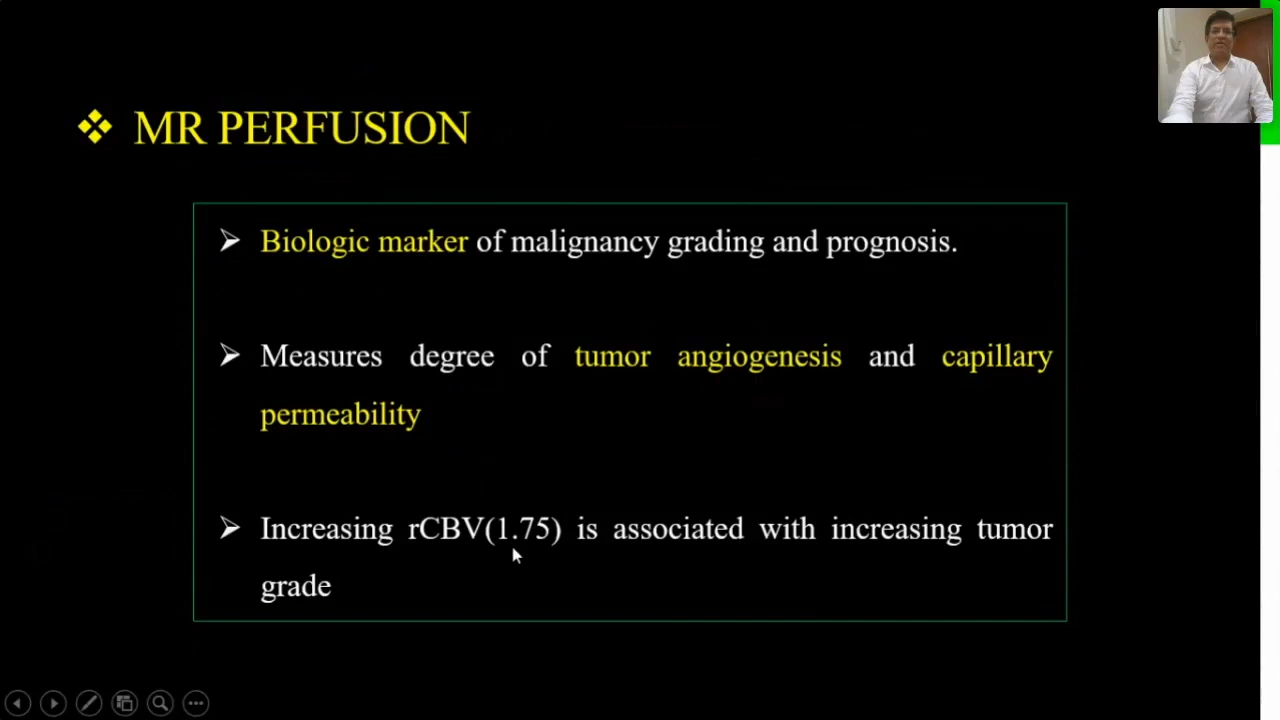 MR PERFUSION
Biologic marker of malignancy grading and prognosis.
Measures degree of tumor angiogenesis and capillary
permeability
Increasing rCBV(1.75) is associated with increasing tumor
grade